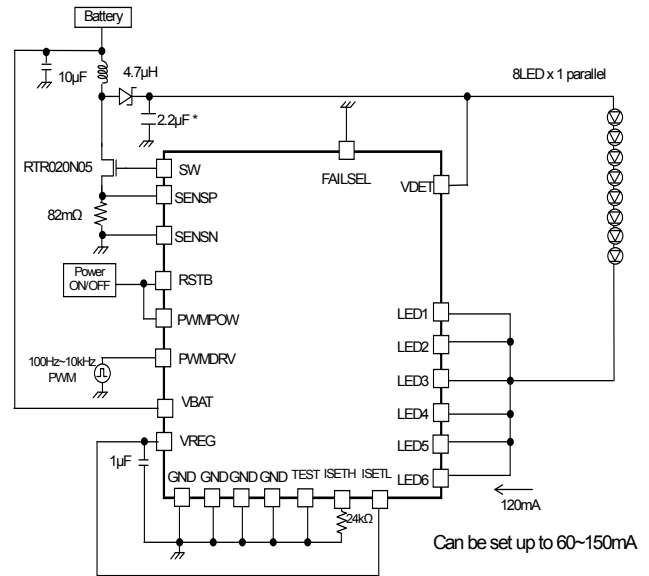 Battery
10µF
4.7µH
8LED x 1 parallel
2.2µF *
RTR020N05
SW
FAILSEL
VDET
SENSP
82mΩ
SENSN
Power
ON/OFF
RSTB
PWMPOW
LED1
LED2
100Hz~10kHz
PWM
PWMDRV
LED3
VBAT
LED4
VREG
LED5
1µF
GND GND GND GND TEST ISETH ISETL
LED6
24kΩ
120mA
Can be set up to 60~150mA